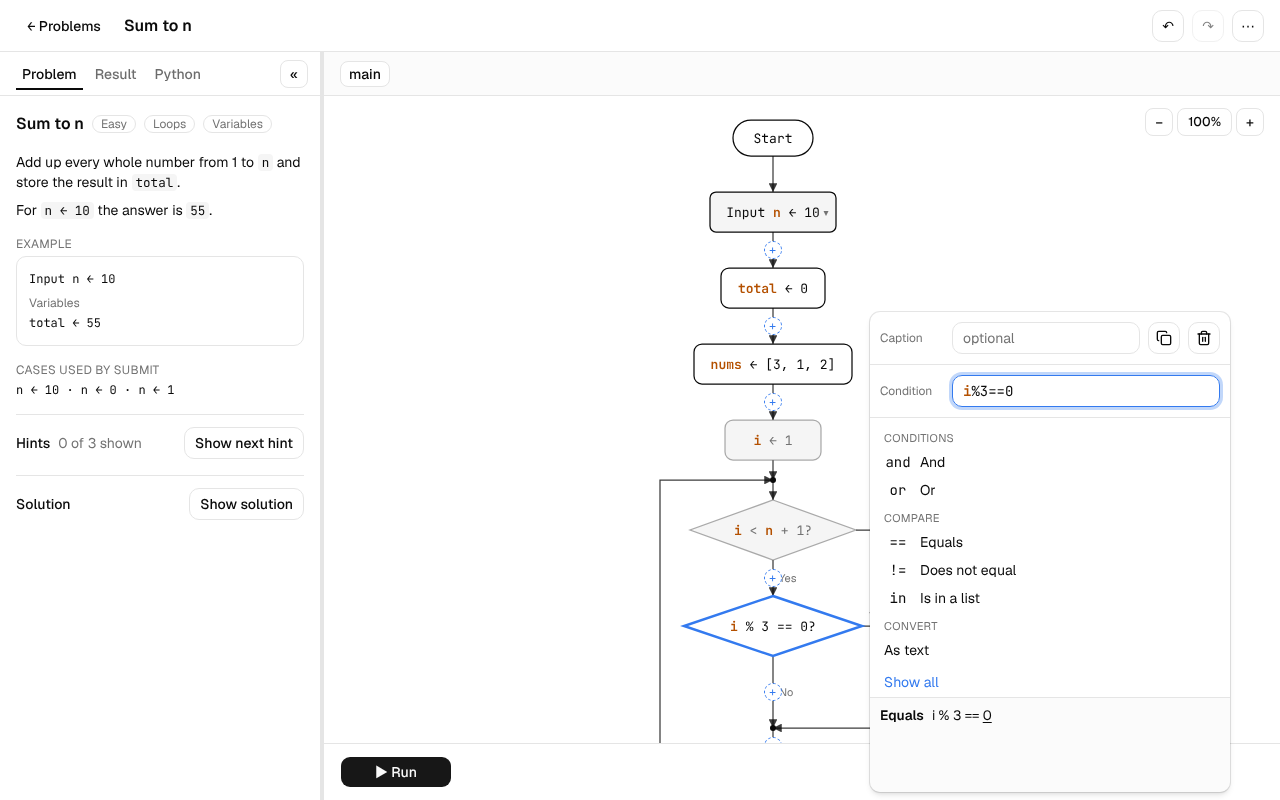 ← Problems
Sum to n
↶ ↷ ⋯
Problem
Result
Python
«
main
Sum to n
Easy
Loops
Variables
Add up every whole number from 1 to n and
store the result in total.
For n ← 10 the answer is 55.
EXAMPLE
Input n ← 10
Variables
total ← 55
CASES USED BY SUBMIT
n ← 10 · n ← 0 · n ← 1
Hints 0 of 3 shown
Show next hint
Solution
Show solution
− 100% +
Start
Input n ← 10 ▾
+
total ← 0
+
nums ← [3, 1, 2]
+
i ← 1
i < n + 1?
+ Yes
i % 3 == 0?
+ No
▶ Run
Caption
optional
Condition
i%3==0
CONDITIONS
and And
or Or
COMPARE
== Equals
!= Does not equal
in Is in a list
CONVERT
As text
Show all
Equals i % 3 == 0